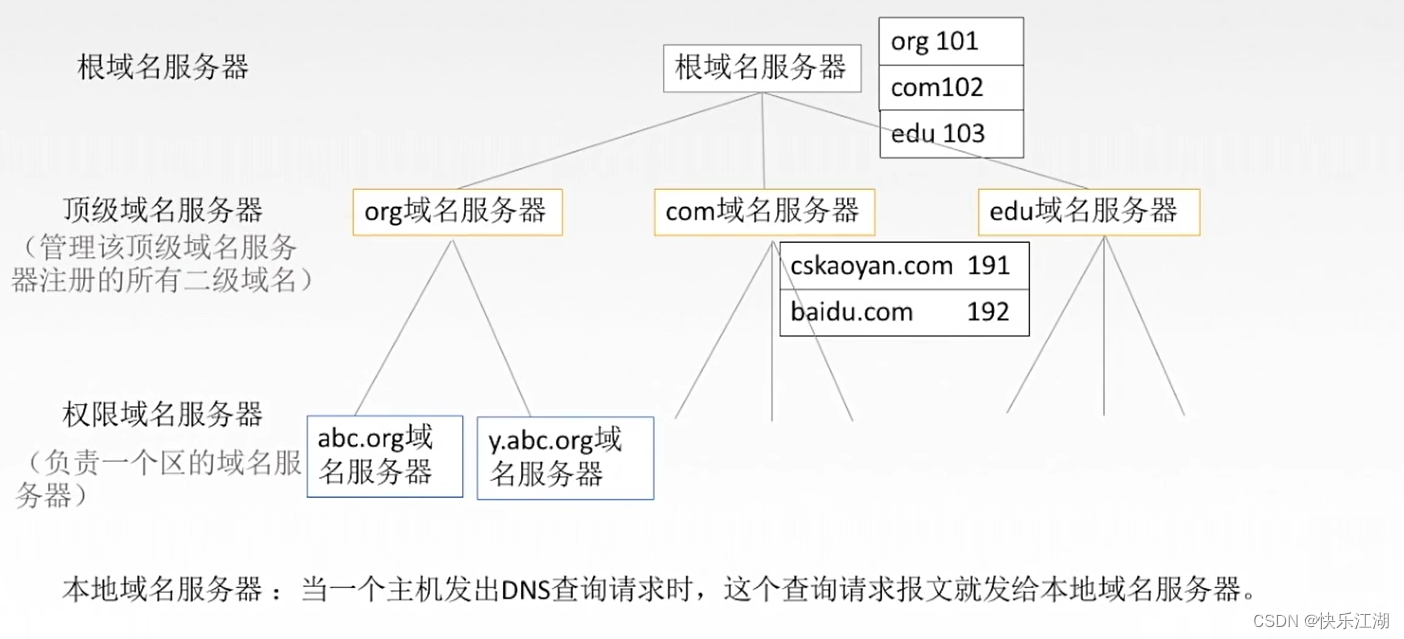 根域名服务器
根域名服务器
org 101
com102
edu 103
顶级域名服务器
（管理该顶级域名服务
器注册的所有二级域名）
org域名服务器
com域名服务器
edu域名服务器
cskaoyan.com 191
baidu.com 192
权限域名服务器
（负责一个区的域名服
务器）
abc.org域
名服务器
y.abc.org域
名服务器
本地域名服务器：当一个主机发出DNS查询请求时，这个查询请求报文就发给本地域名服务器。
CSDN @快乐江湖